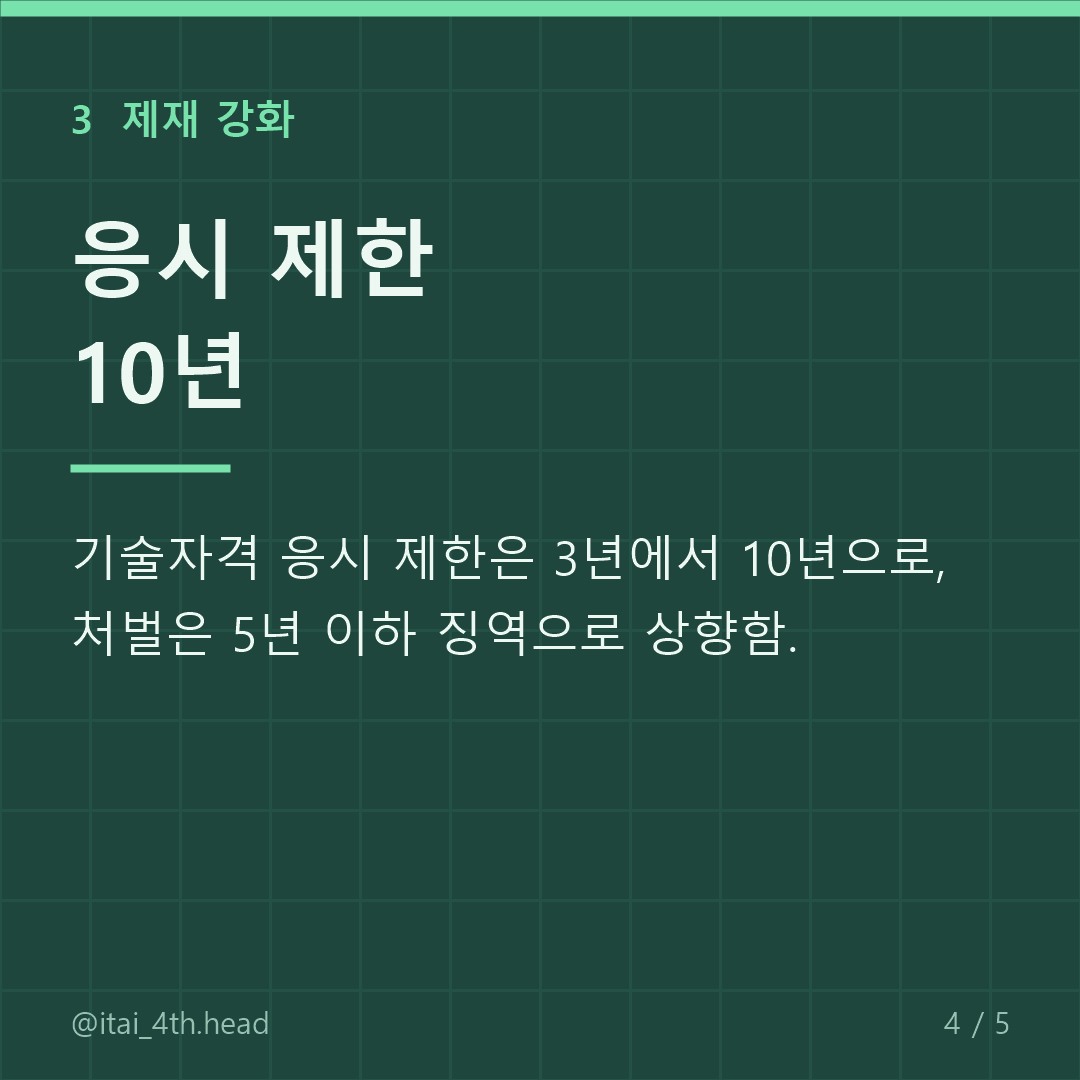 3 제재 강화
응시 제한
10년
기술자격 응시 제한은 3년에서 10년으로,
처벌은 5년 이하 징역으로 상향함.
@itai_4th.head
4 / 5